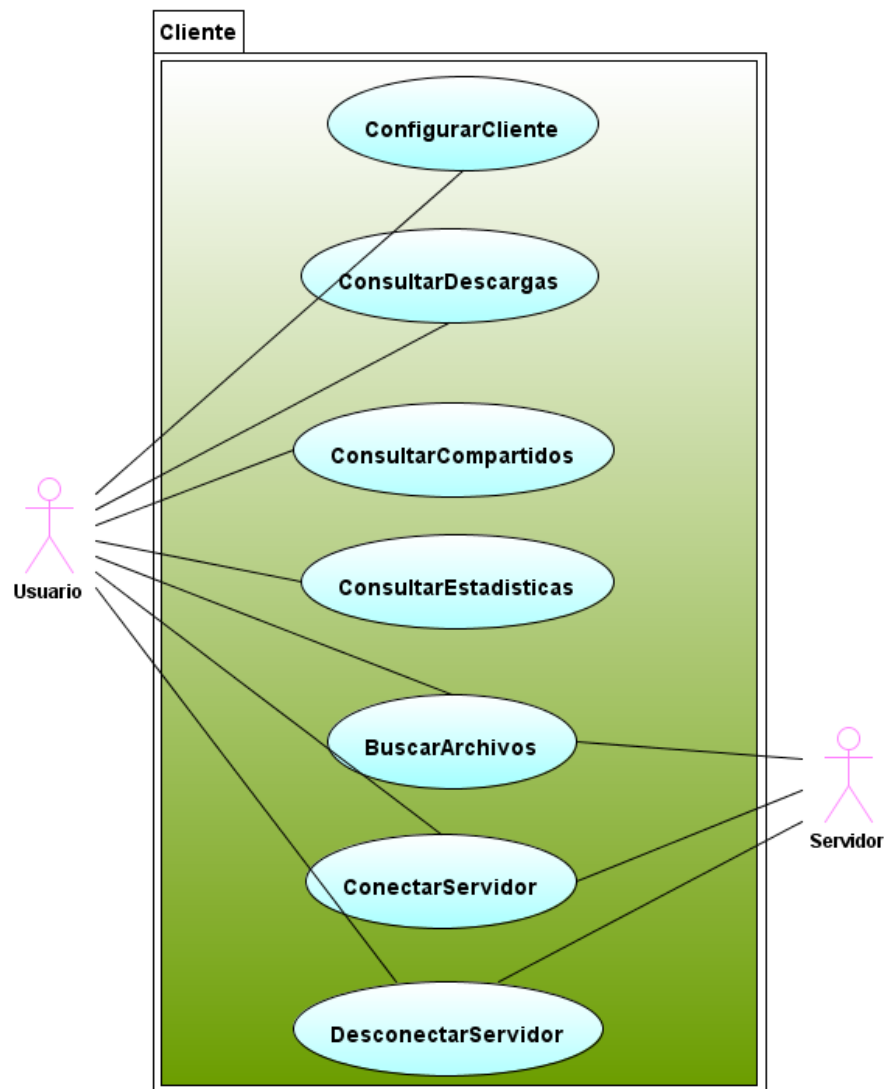 Cliente
ConfigurarCliente
ConsultarDescargas
ConsultarCompartidos
ConsultarEstadisticas
Usuario
BuscarArchivos
Servidor
ConectarServidor
DesconectarServidor